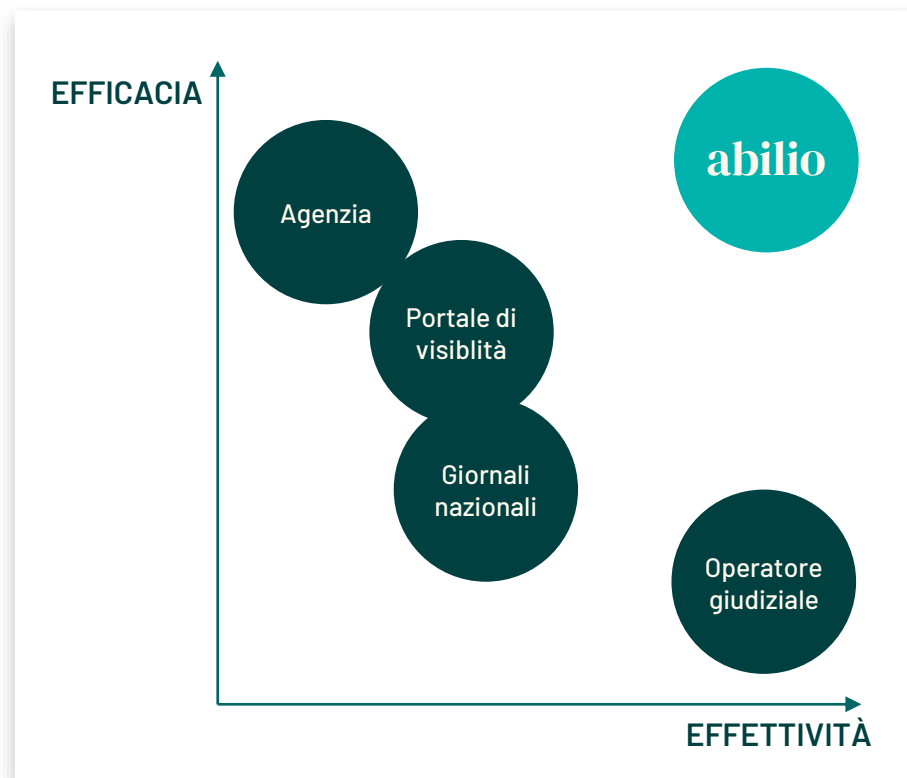 EFFICACIA
abilio
Agenzia
Portale di
visiblità
Giornali
nazionali
Operatore
giudiziale
EFFETTIVITÀ